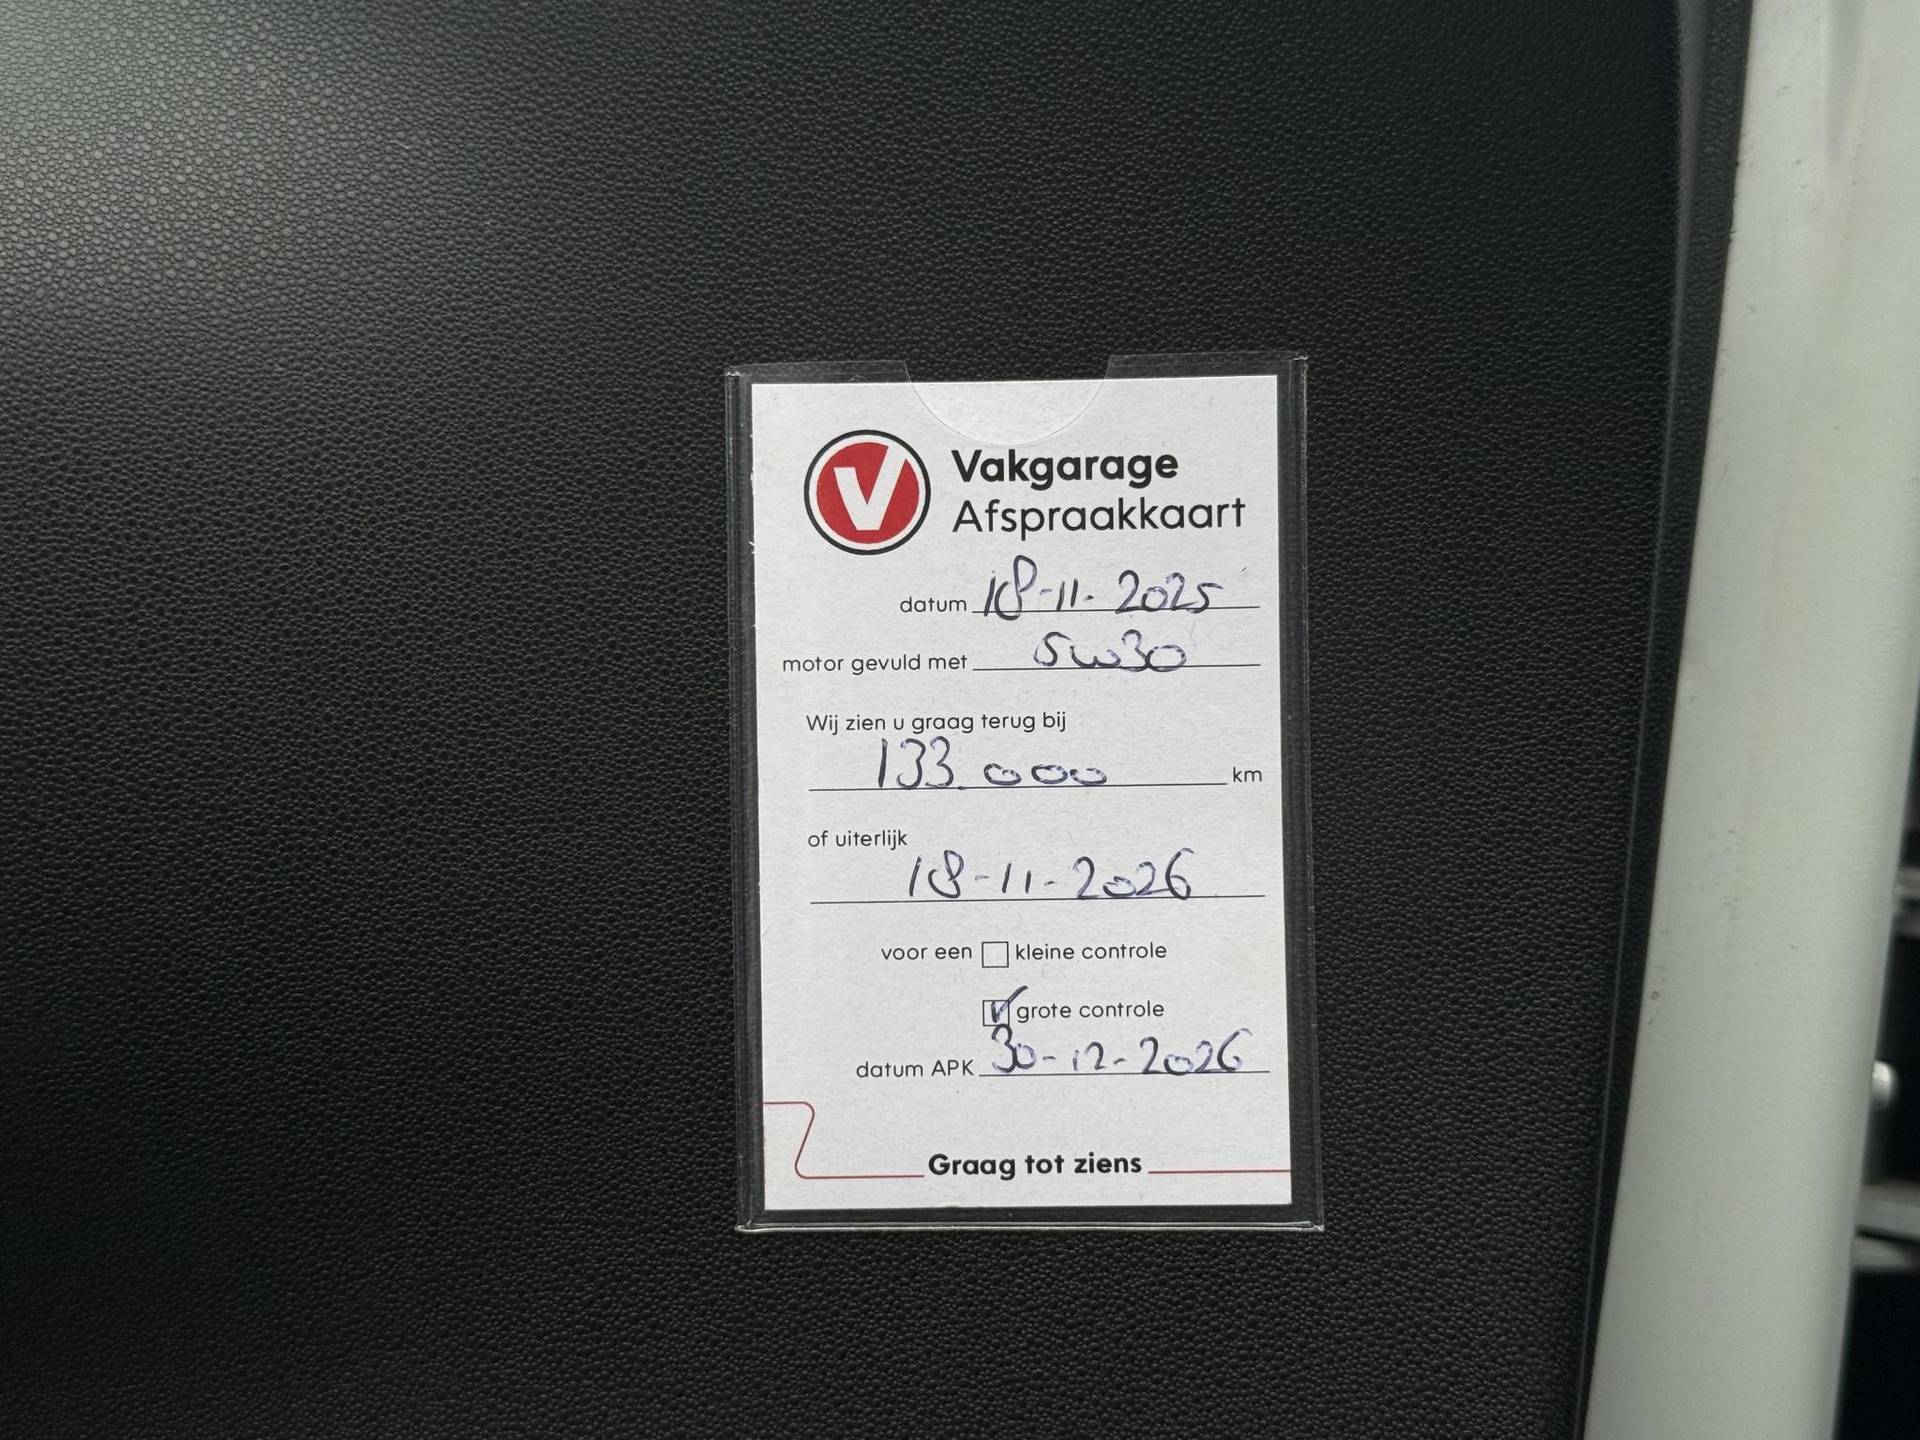 V
Vakgarage
Afspraakkaart
datum 18-11-2025
motor gevuld met 5w30
Wij zien u graag terug bij
133.000 km
of uiterlijk
18-11-2026
voor een kleine controle
grote controle
datum APK 30-12-2026
Graag tot ziens